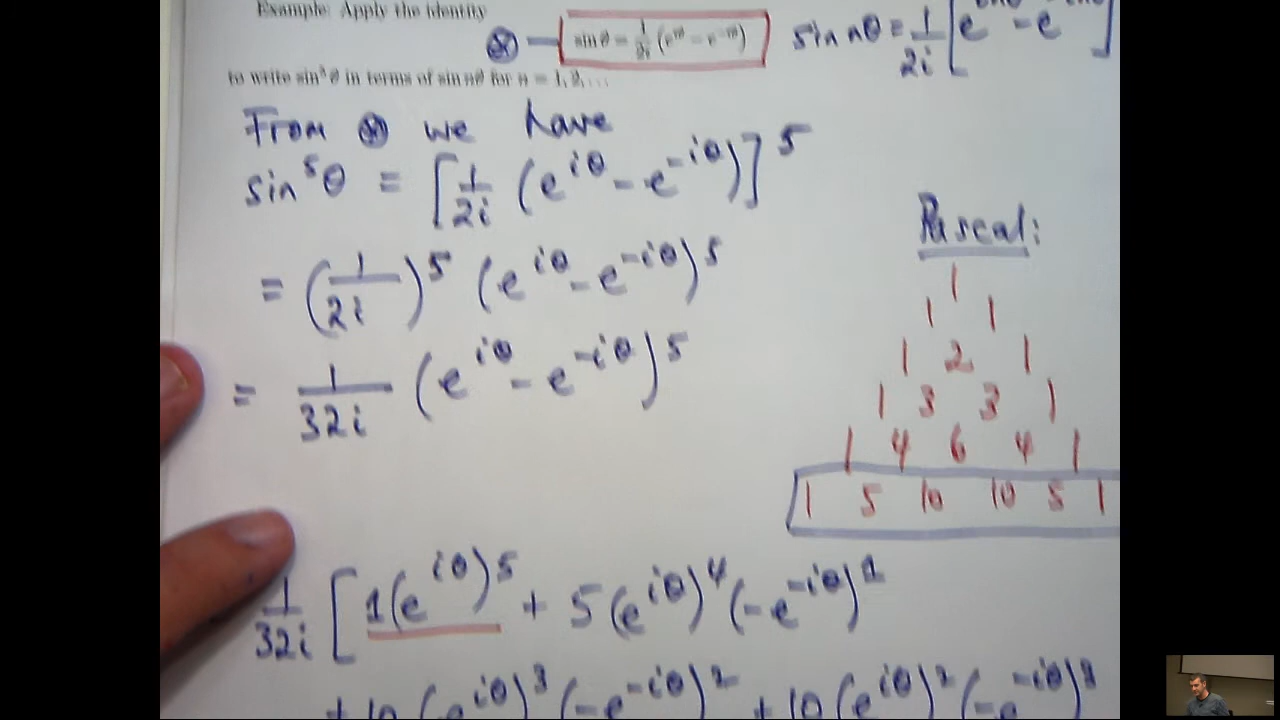 Example: Apply the identity
⊛ — sin θ = 1/2i (e^{iθ} − e^{−iθ})   sin nθ = 1/2i [e^{inθ} − e^{−inθ}]
to write sin⁵ θ in terms of sin nθ for n = 1, 2, ...
From ⊛ we have
sin⁵θ = [1/2i (e^{iθ} − e^{−iθ})]⁵
= (1/2i)⁵ (e^{iθ} − e^{−iθ})⁵
= 1/32i (e^{iθ} − e^{−iθ})⁵
Pascal:
1
1 1
1 2 1
1 3 3 1
1 4 6 4 1
1 5 10 10 5 1
1/32i [1(e^{iθ})⁵ + 5(e^{iθ})⁴(−e^{−iθ})¹
+10(e^{iθ})³(−e^{−iθ})² + 10(e^{iθ})²(−e^{−iθ})³